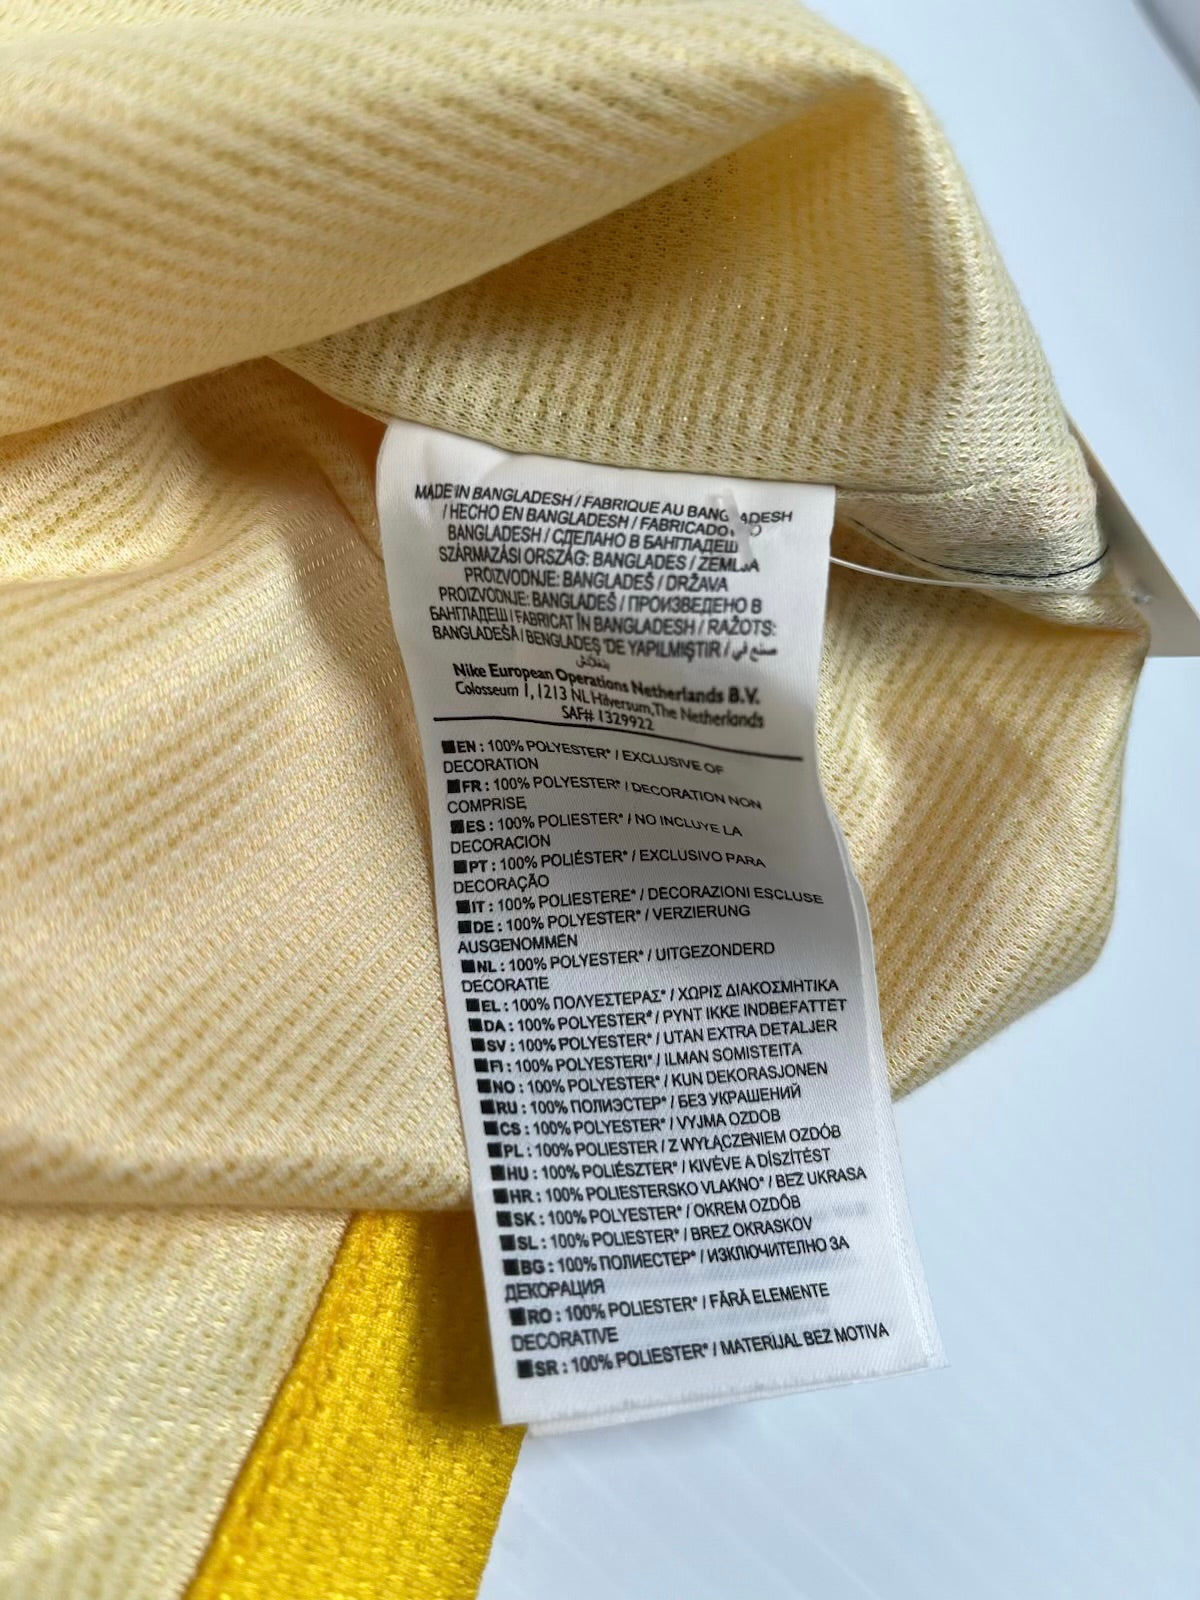 MADE IN BANGLADESH / FABRIQUE AU BANGLADESH
/ HECHO EN BANGLADESH / FABRICADO NO
BANGLADESH / СДЕЛАНО В БАНГЛАДЕШ
SZÁRMAZÁSI ORSZÁG: BANGLADES / ZEMLJA
PROIZVODNJE: BANGLADEŠ / DRŽAVA
PROIZVODNJE: BANGLADEŠ / ПРОИЗВЕДЕНО В
БАНГЛАДЕШ / FABRICAT ÎN BANGLADESH / RAŽOTS:
BANGLADEŠĀ / BENGLADEŞ 'DE YAPILMIŞTIR / صنع في
بنغلادش
Nike European Operations Netherlands B.V.
Colosseum 1, 1213 NL Hilversum, The Netherlands
SAF# 1329922
EN : 100% POLYESTER* / EXCLUSIVE OF
DECORATION
FR : 100% POLYESTER* / DECORATION NON
COMPRISE
ES : 100% POLIESTER* / NO INCLUYE LA
DECORACION
PT : 100% POLIÉSTER* / EXCLUSIVO PARA
DECORAÇÃO
IT : 100% POLIESTERE* / DECORAZIONI ESCLUSE
DE : 100% POLYESTER* / VERZIERUNG
AUSGENOMMEN
NL : 100% POLYESTER* / UITGEZONDERD
DECORATIE
EL : 100% ΠΟΛΥΕΣΤΕΡΑΣ* / ΧΩΡΙΣ ΔΙΑΚΟΣΜΗΤΙΚΑ
DA : 100% POLYESTER* / PYNT IKKE INDBEFATTET
SV : 100% POLYESTER* / UTAN EXTRA DETALJER
FI : 100% POLYESTERI* / ILMAN SOMISTEITA
NO : 100% POLYESTER* / KUN DEKORASJONEN
RU : 100% ПОЛИЭСТЕР* / БЕЗ УКРАШЕНИЙ
CS : 100% POLYESTER* / VYJMA OZDOB
PL : 100% POLIESTER / Z WYŁĄCZENIEM OZDÓB
HU : 100% POLIÉSZTER* / KIVÉVE A DÍSZÍTÉST
HR : 100% POLIESTERSKO VLAKNO* / BEZ UKRASA
SK : 100% POLYESTER* / OKREM OZDÔB
SL : 100% POLIESTER* / BREZ OKRASKOV
BG : 100% ПОЛИЕСТЕР* / ИЗКЛЮЧИТЕЛНО ЗА
ДЕКОРАЦИЯ
RO : 100% POLIESTER* / FĂRĂ ELEMENTE
DECORATIVE
SR : 100% POLIESTER* / MATERIJAL BEZ MOTIVA